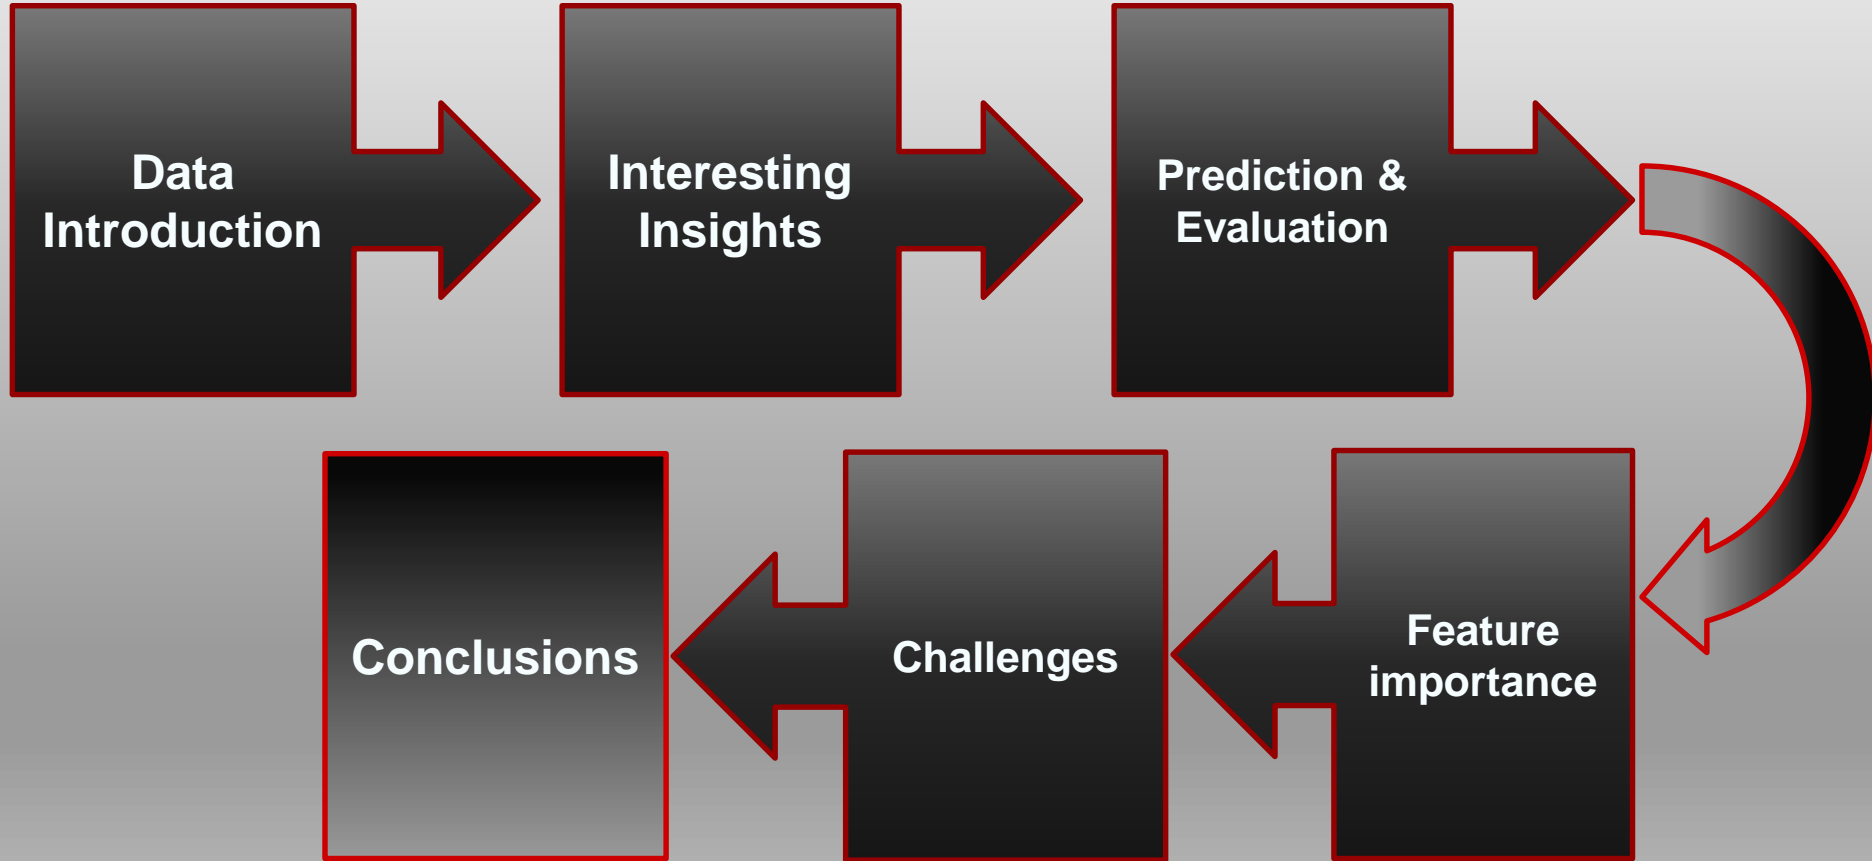 Data
Introduction
Interesting
Insights
Prediction &
Evaluation
Feature
importance
Challenges
Conclusions